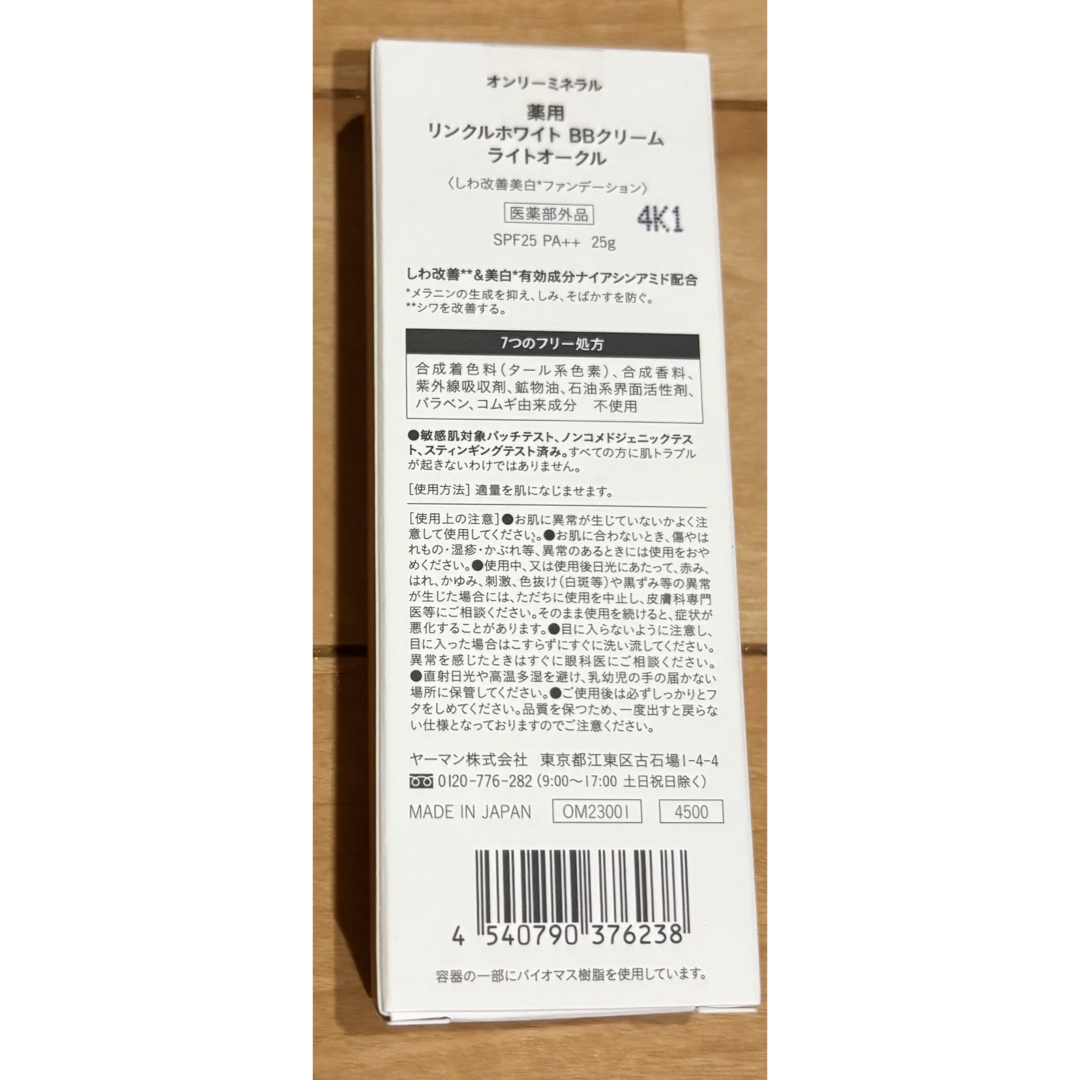 オンリーミネラル
薬用
リンクルホワイト BBクリーム
ライトオークル
〈しわ改善美白*ファンデーション〉
医薬部外品 4K1
SPF25 PA++ 25g
しわ改善**&美白*有効成分ナイアシンアミド配合
*メラニンの生成を抑え、しみ、そばかすを防ぐ。
**シワを改善する。
7つのフリー処方
合成着色料(タール系色素)、合成香料、
紫外線吸収剤、鉱物油、石油系界面活性剤、
パラベン、コムギ由来成分 不使用
●敏感肌対象パッチテスト、ノンコメドジェニックテス
ト、スティンギングテスト済み。すべての方に肌トラブル
が起きないわけではありません。
[使用方法] 適量を肌になじませます。
[使用上の注意]●お肌に異常が生じていないかよく注
意して使用してください。●お肌に合わないとき、傷やは
れもの・湿疹・かぶれ等、異常のあるときには使用をおや
めください。●使用中、又は使用後日光にあたって、赤み、
はれ、かゆみ、刺激、色抜け(白斑等)や黒ずみ等の異常
が生じた場合には、ただちに使用を中止し、皮膚科専門
医等にご相談ください。そのまま使用を続けると、症状が
悪化することがあります。●目に入らないように注意し、
目に入った場合はこすらずにすぐに洗い流してください。
異常を感じたときはすぐに眼科医にご相談ください。
●直射日光や高温多湿を避け、乳幼児の手の届かない
場所に保管してください。●ご使用後は必ずしっかりとフ
タをしめてください。品質を保つため、一度出すと戻らな
い仕様となっておりますのでご注意ください。
ヤーマン株式会社 東京都江東区古石場1-4-4
0120-776-282 (9:00〜17:00 土日祝日除く)
MADE IN JAPAN OM23001 4500
4 540790 376238
容器の一部にバイオマス樹脂を使用しています。